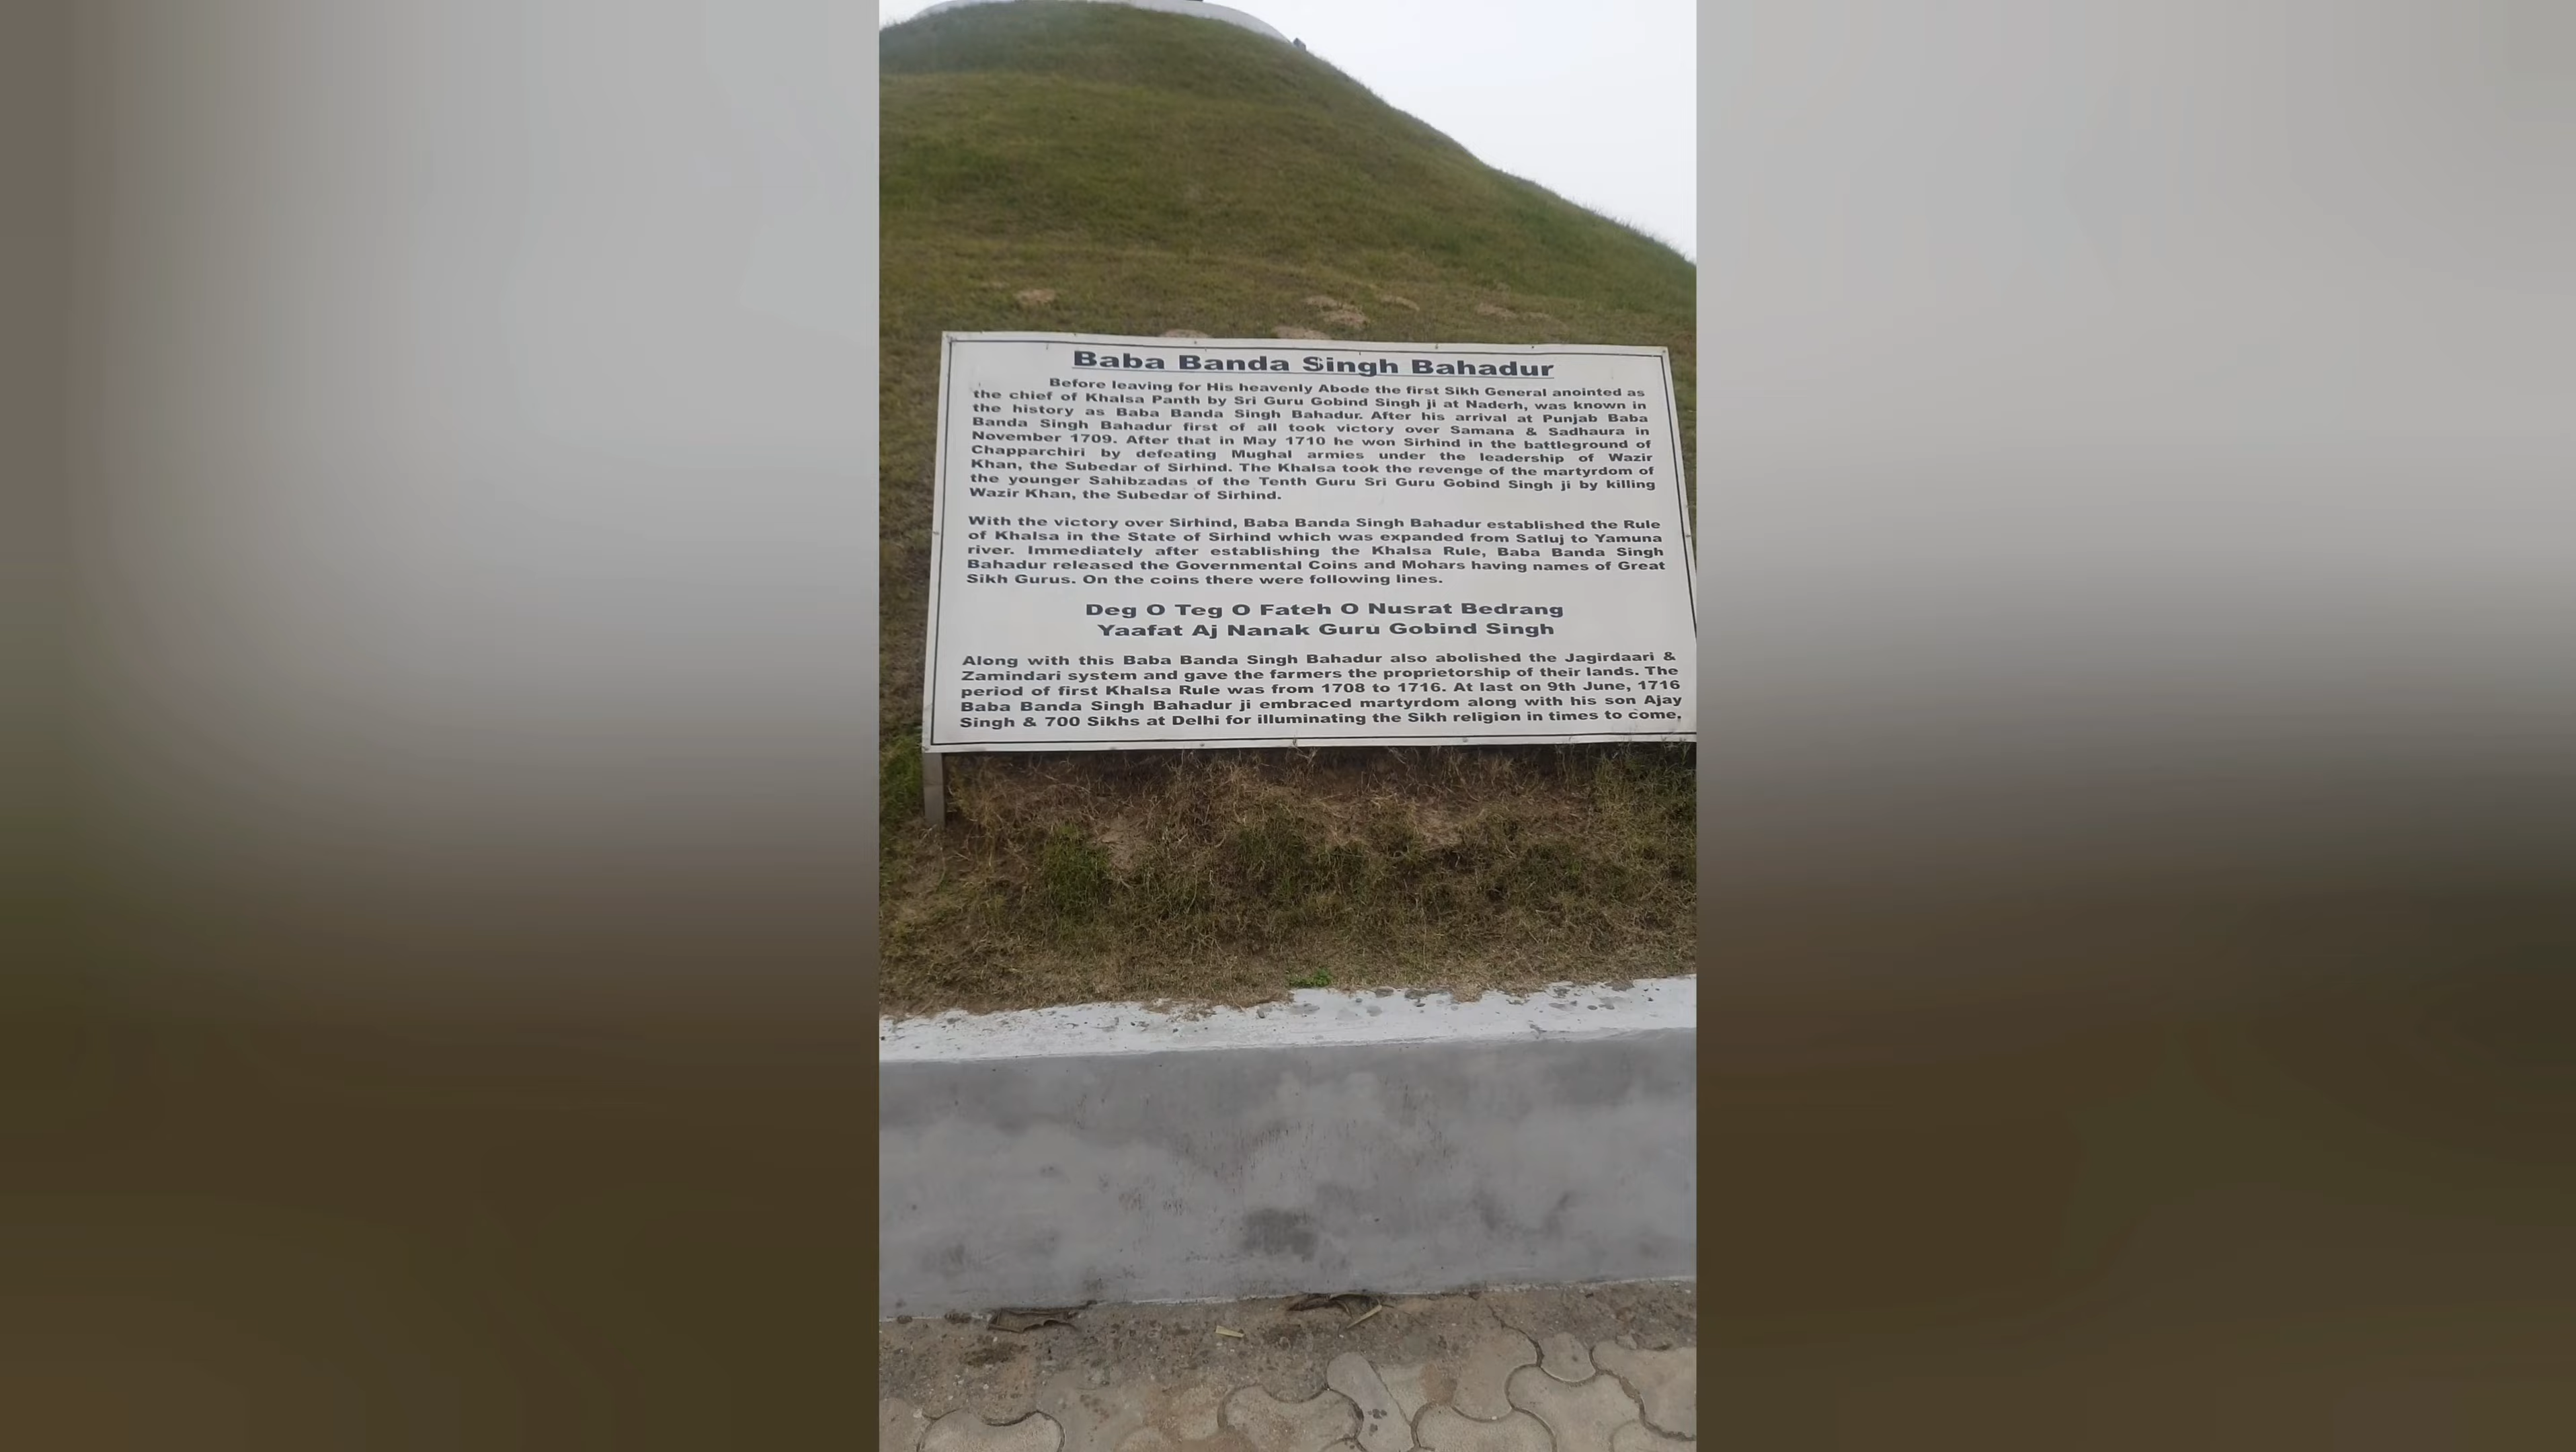 Baba Banda Singh Bahadur
Before leaving for His heavenly Abode the first Sikh General anointed as
the chief of Khalsa Panth by Sri Guru Gobind Singh ji at Naderh, was known in
the history as Baba Banda Singh Bahadur. After his arrival at Punjab Baba
Banda Singh Bahadur first of all took victory over Samana & Sadhaura in
November 1709. After that in May 1710 he won Sirhind in the battleground of
Chapparchiri by defeating Mughal armies under the leadership of Wazir
Khan, the Subedar of Sirhind. The Khalsa took the revenge of the martyrdom of
the younger Sahibzadas of the Tenth Guru Sri Guru Gobind Singh ji by killing
Wazir Khan, the Subedar of Sirhind.
With the victory over Sirhind, Baba Banda Singh Bahadur established the Rule
of Khalsa in the State of Sirhind which was expanded from Satluj to Yamuna
river. Immediately after establishing the Khalsa Rule, Baba Banda Singh
Bahadur released the Governmental Coins and Mohars having names of Great
Sikh Gurus. On the coins there were following lines.
Deg O Teg O Fateh O Nusrat Bedrang
Yaafat Aj Nanak Guru Gobind Singh
Along with this Baba Banda Singh Bahadur also abolished the Jagirdaari &
Zamindari system and gave the farmers the proprietorship of their lands. The
period of first Khalsa Rule was from 1708 to 1716. At last on 9th June, 1716
Baba Banda Singh Bahadur ji embraced martyrdom along with his son Ajay
Singh & 700 Sikhs at Delhi for illuminating the Sikh religion in times to come.